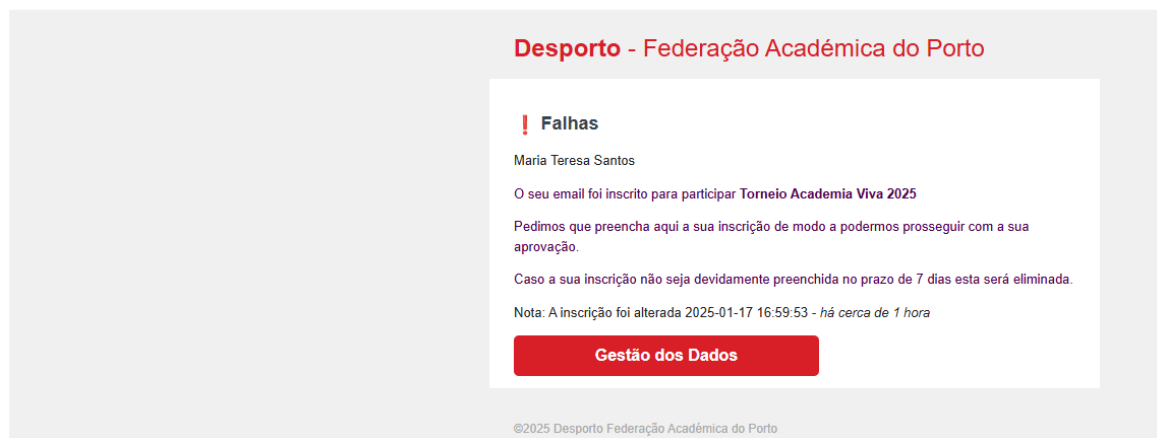 Desporto - Federação Académica do Porto
❗ Falhas
Maria Teresa Santos
O seu email foi inscrito para participar Torneio Academia Viva 2025
Pedimos que preencha aqui a sua inscrição de modo a podermos prosseguir com a sua
aprovação.
Caso a sua inscrição não seja devidamente preenchida no prazo de 7 dias esta será eliminada.
Nota: A inscrição foi alterada 2025-01-17 16:59:53 - há cerca de 1 hora
Gestão dos Dados
©2025 Desporto Federação Académica do Porto